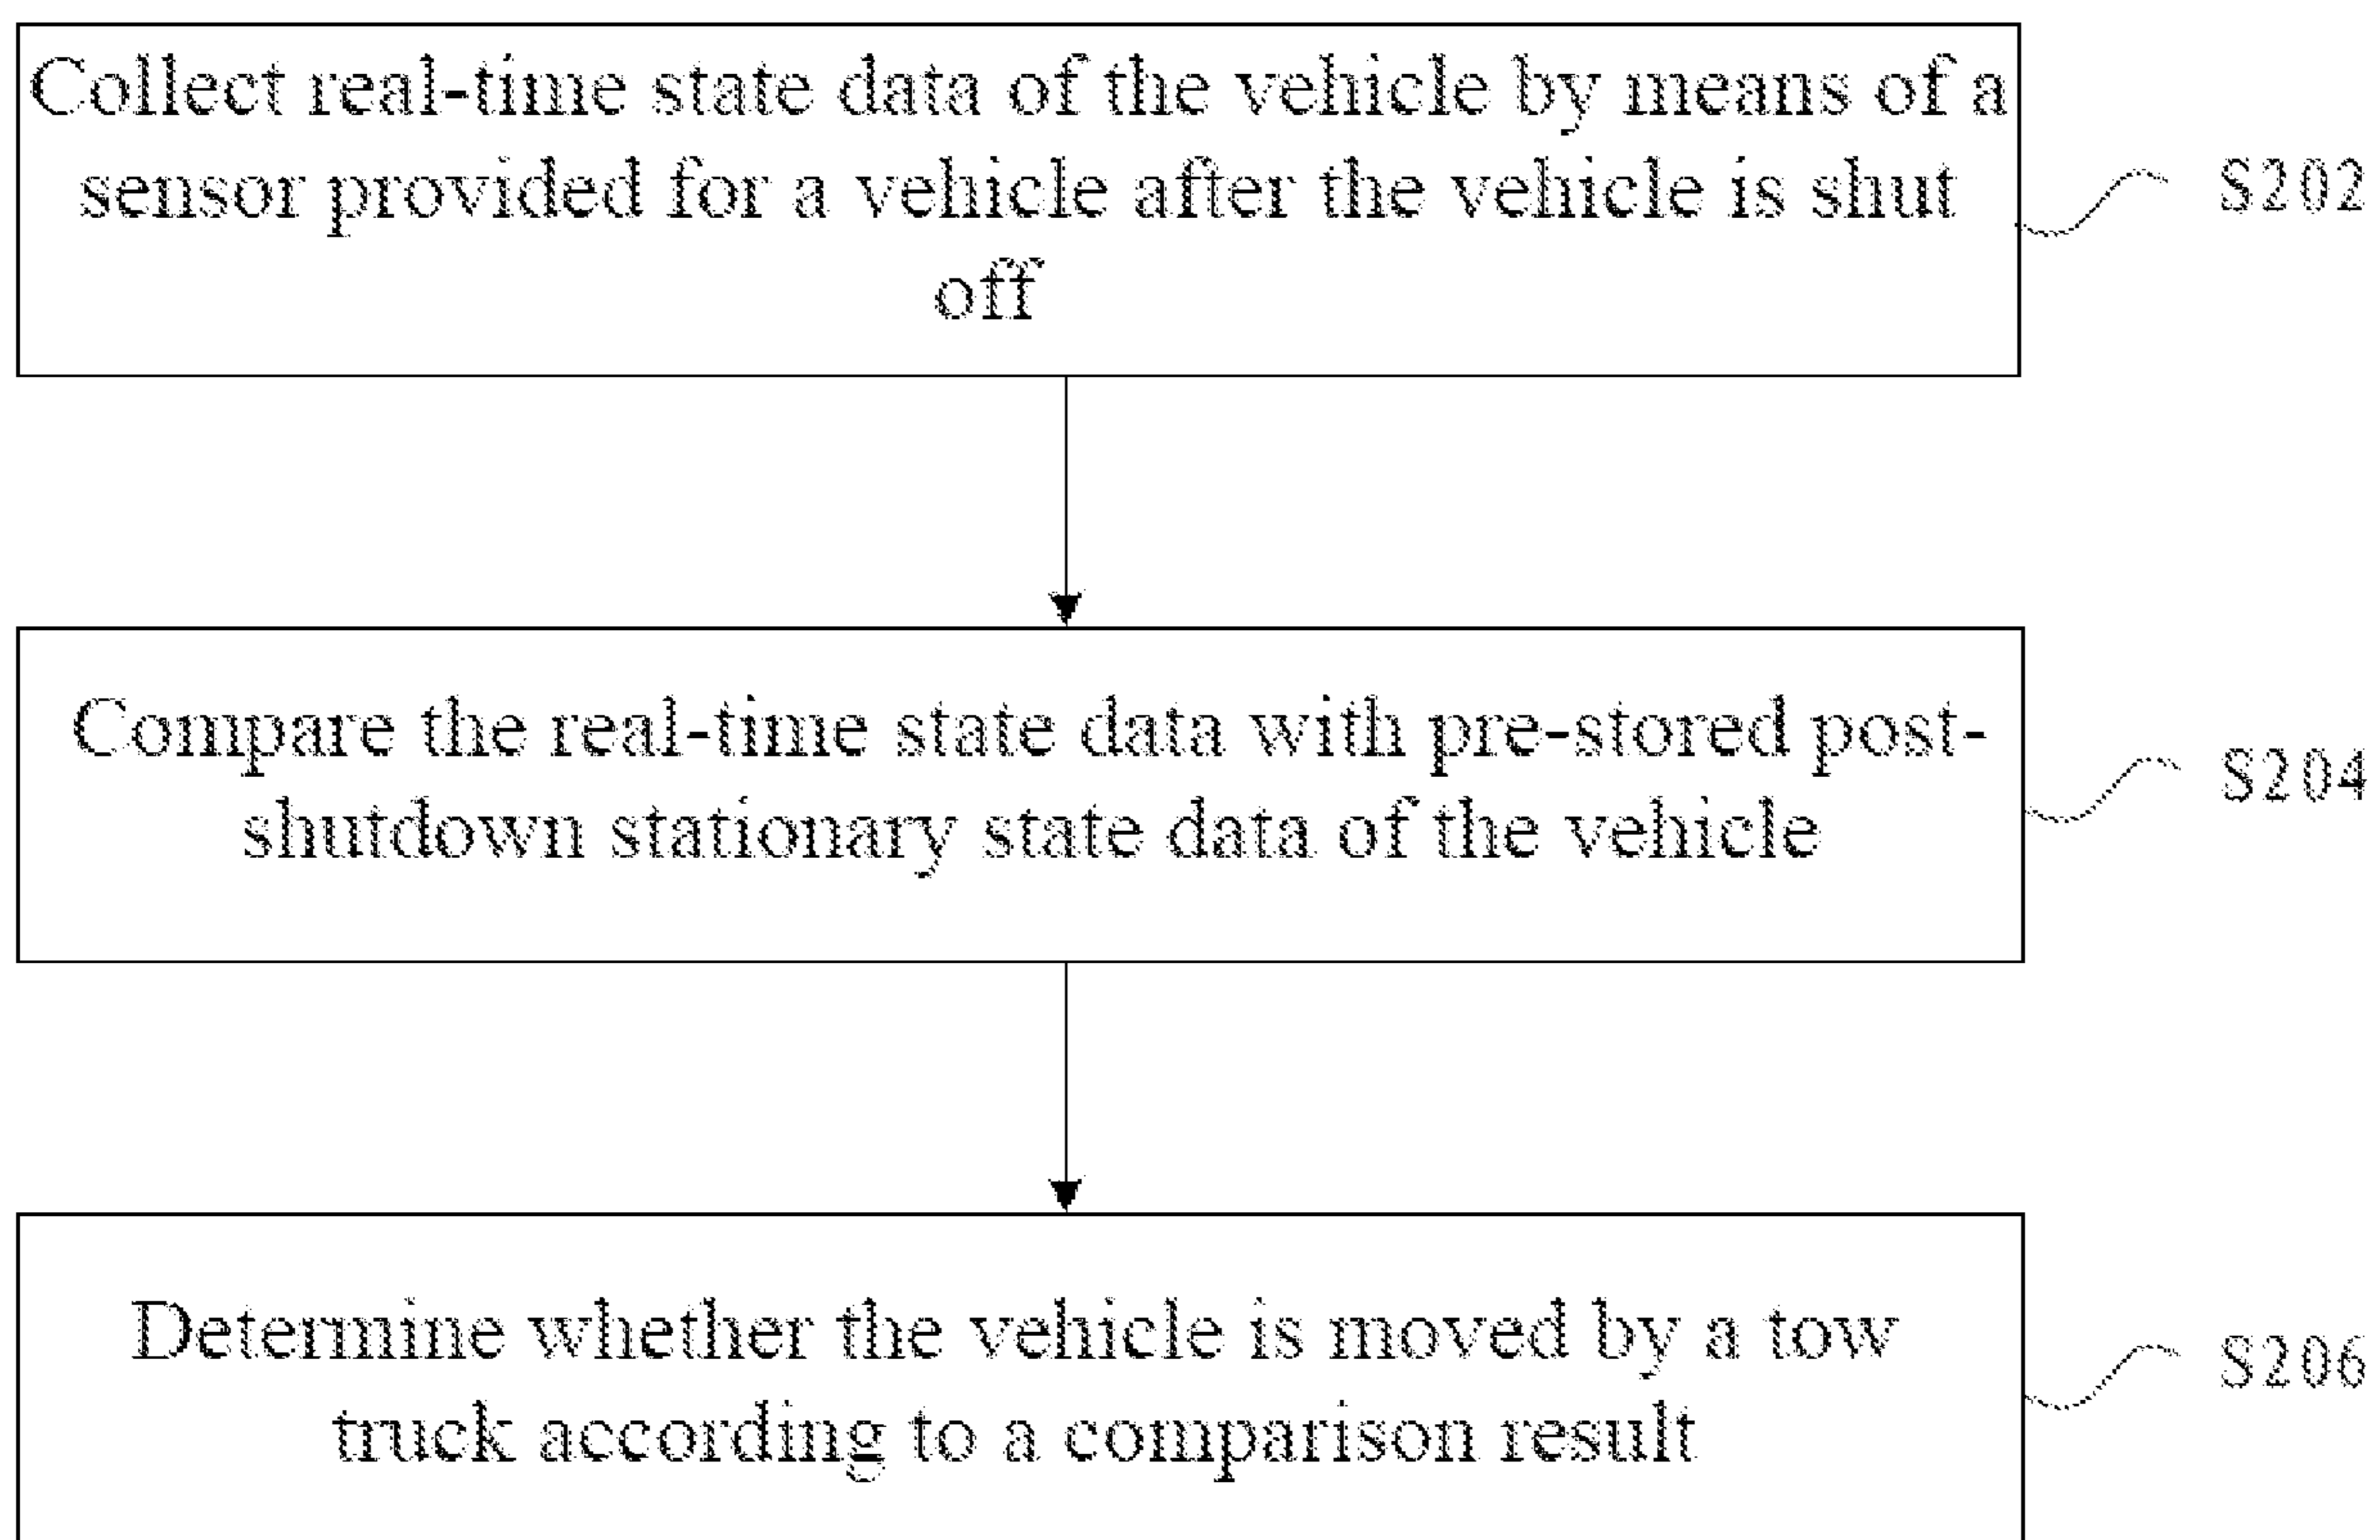 Collect real-time state data of the vehicle by means of a
sensor provided for a vehicle after the vehicle is shut
off
S202
Compare the real-time state data with pre-stored post-
shutdown stationary state data of the vehicle
S204
Determine whether the vehicle is moved by a tow
truck according to a comparison result
S206